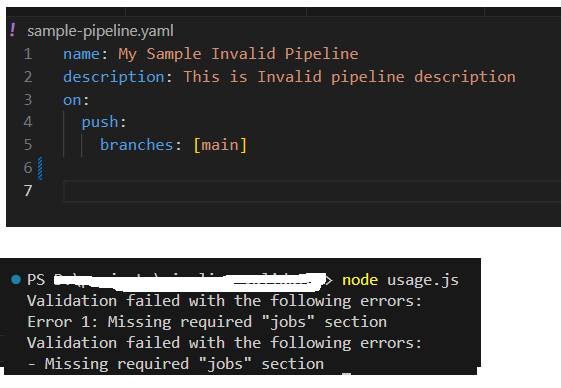 ! sample-pipeline.yaml
1 name: My Sample Invalid Pipeline
2 description: This is Invalid pipeline description
3 on:
4 push:
5 branches: [main]
6
7
PS > node usage.js
Validation failed with the following errors:
Error 1: Missing required "jobs" section
Validation failed with the following errors:
- Missing required "jobs" section